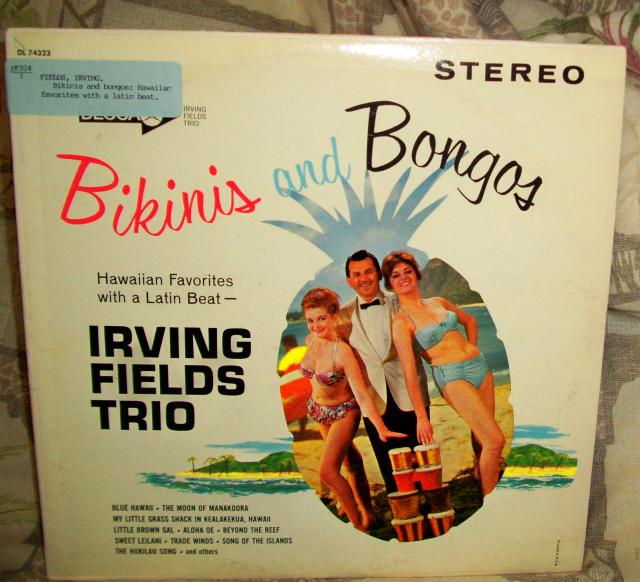 DL 74323
rP324
1
FIELDS, IRVING.
Bikinis and bongos: Hawaiian
favorites with a latin beat.
STEREO
DECCA
IRVING
FIELDS
TRIO
Bikinis and Bongos
Hawaiian Favorites
with a Latin Beat—
IRVING
FIELDS
TRIO
BLUE HAWAII • THE MOON OF MANAKOORA
MY LITTLE GRASS SHACK IN KEALAKEKUA, HAWAII
LITTLE BROWN GAL • ALOHA OE • BEYOND THE REEF
SWEET LEILANI • TRADE WINDS • SONG OF THE ISLANDS
THE HUKILAU SONG • and others